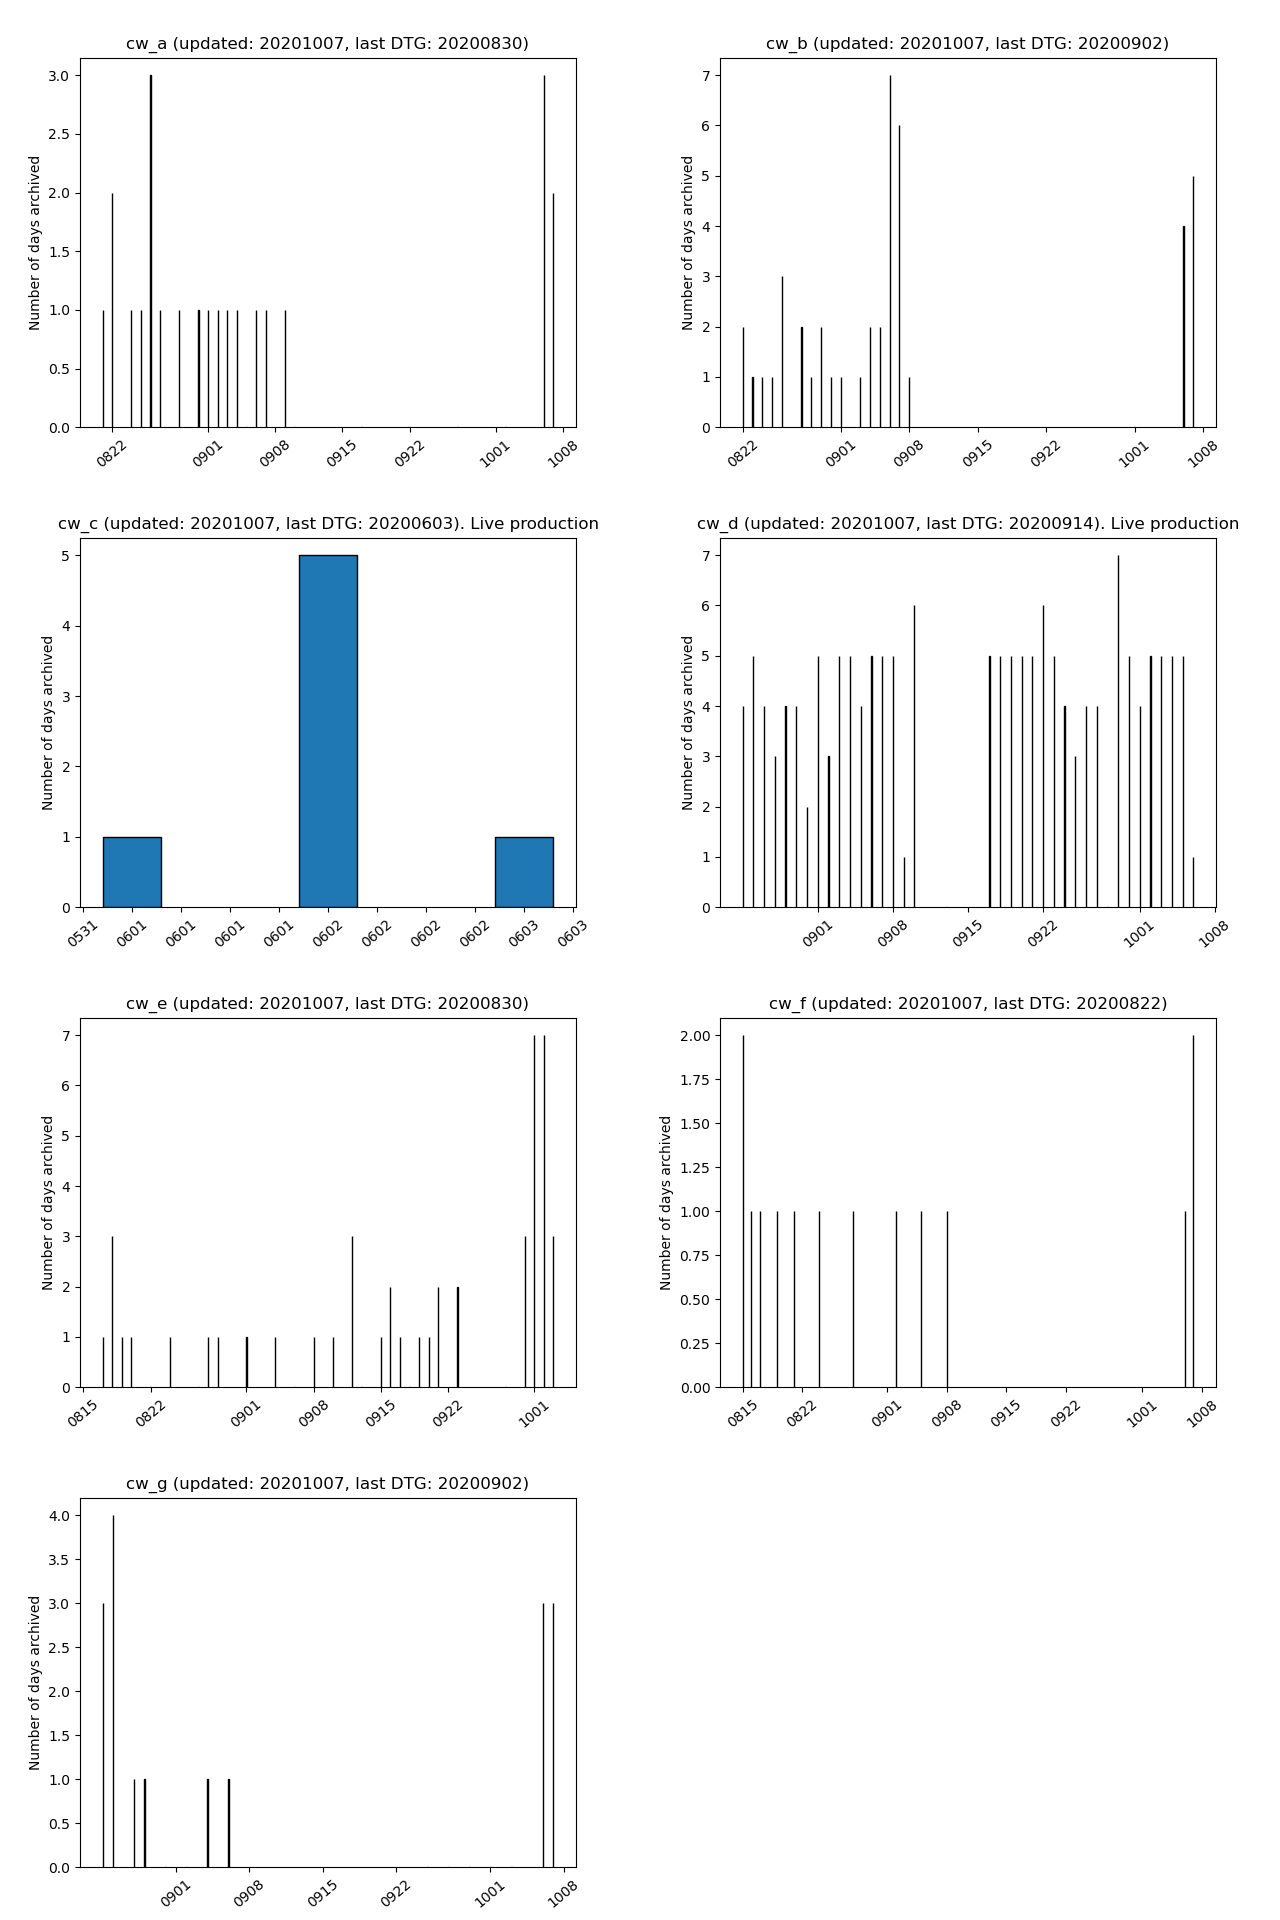 cw_a (updated: 20201007, last DTG: 20200830)
Number of days archived
3.0
2.5
2.0
1.5
1.0
0.5
0.0
0822 0901 0908 0915 0922 1001 1008
cw_b (updated: 20201007, last DTG: 20200902)
Number of days archived
7
6
5
4
3
2
1
0
0822 0901 0908 0915 0922 1001 1008
cw_c (updated: 20201007, last DTG: 20200603). Live production
Number of days archived
5
4
3
2
1
0
0531 0601 0601 0601 0601 0602 0602 0602 0602 0603 0603
cw_d (updated: 20201007, last DTG: 20200914). Live production
Number of days archived
7
6
5
4
3
2
1
0
0901 0908 0915 0922 1001 1008
cw_e (updated: 20201007, last DTG: 20200830)
Number of days archived
7
6
5
4
3
2
1
0
0815 0822 0901 0908 0915 0922 1001
cw_f (updated: 20201007, last DTG: 20200822)
Number of days archived
2.00
1.75
1.50
1.25
1.00
0.75
0.50
0.25
0.00
0815 0822 0901 0908 0915 0922 1001 1008
cw_g (updated: 20201007, last DTG: 20200902)
Number of days archived
4.0
3.5
3.0
2.5
2.0
1.5
1.0
0.5
0.0
0901 0908 0915 0922 1001 1008